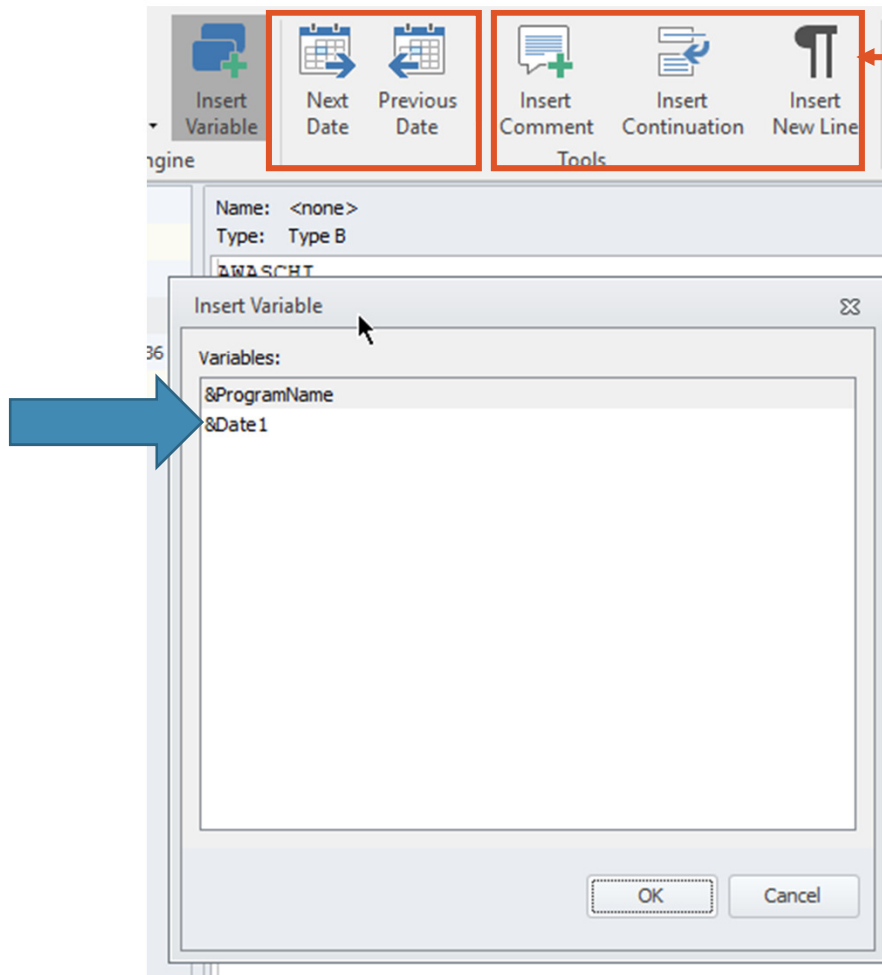 Insert
Variable
Next
Date
Previous
Date
Insert
Comment
Insert
Continuation
Insert
New Line
ngine
Tools
Name: <none>
Type: Type B
AWASCHI
Insert Variable
36
Variables:
&ProgramName
&Date1
OK
Cancel